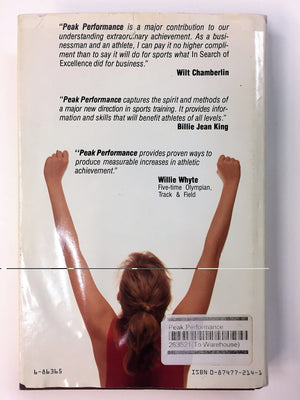 "Peak Performance is a major contribution to our
understanding extraordinary achievement. As a busi-
nessman and an athlete, I can pay it no higher compli-
ment than to say it will do for sports what In Search of
Excellence did for business."
Wilt Chamberlin
"Peak Performance captures the spirit and methods of
a major new direction in sports training. It provides infor-
mation and skills that will benefit athletes of all levels."
Billie Jean King
"Peak Performance provides proven ways to
produce measurable increases in athletic
achievement."
Willie Whyte
Five-time Olympian,
Track & Field
Peak Performance
263521(To Warehouse)
6-86365
ISBN 0-87477-214-1